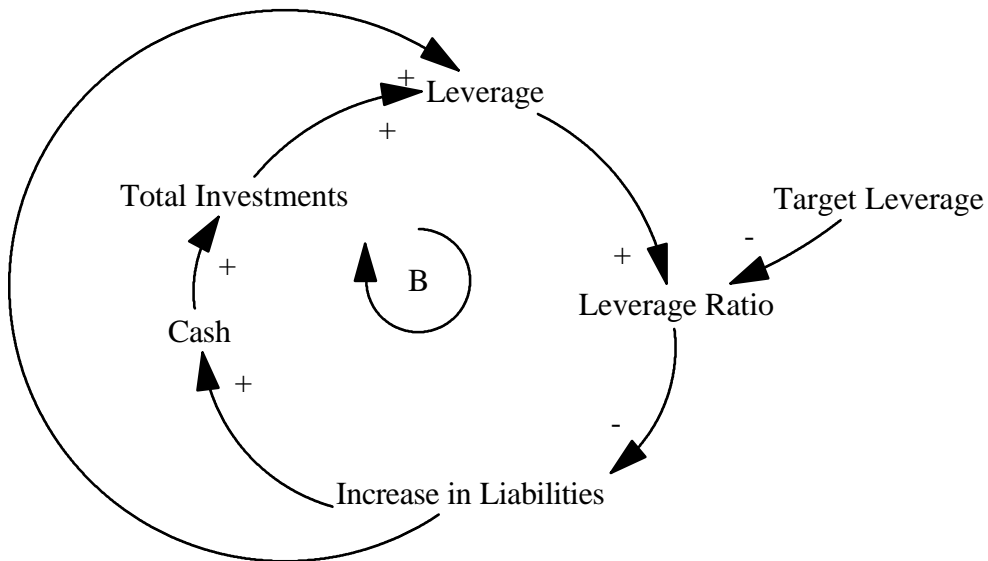 +
Leverage
+
Total Investments
Target Leverage
-
+
+
B
Leverage Ratio
Cash
+
-
Increase in Liabilities